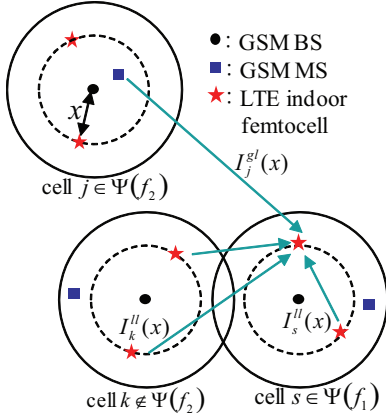 : GSM BS
: GSM MS
: LTE indoor
femtocell
x
I_j^{gl}(x)
cell j ∈ Ψ(f_2)
I_k^{ll}(x)
I_s^{ll}(x)
cell k ∉ Ψ(f_2)
cell s ∈ Ψ(f_1)